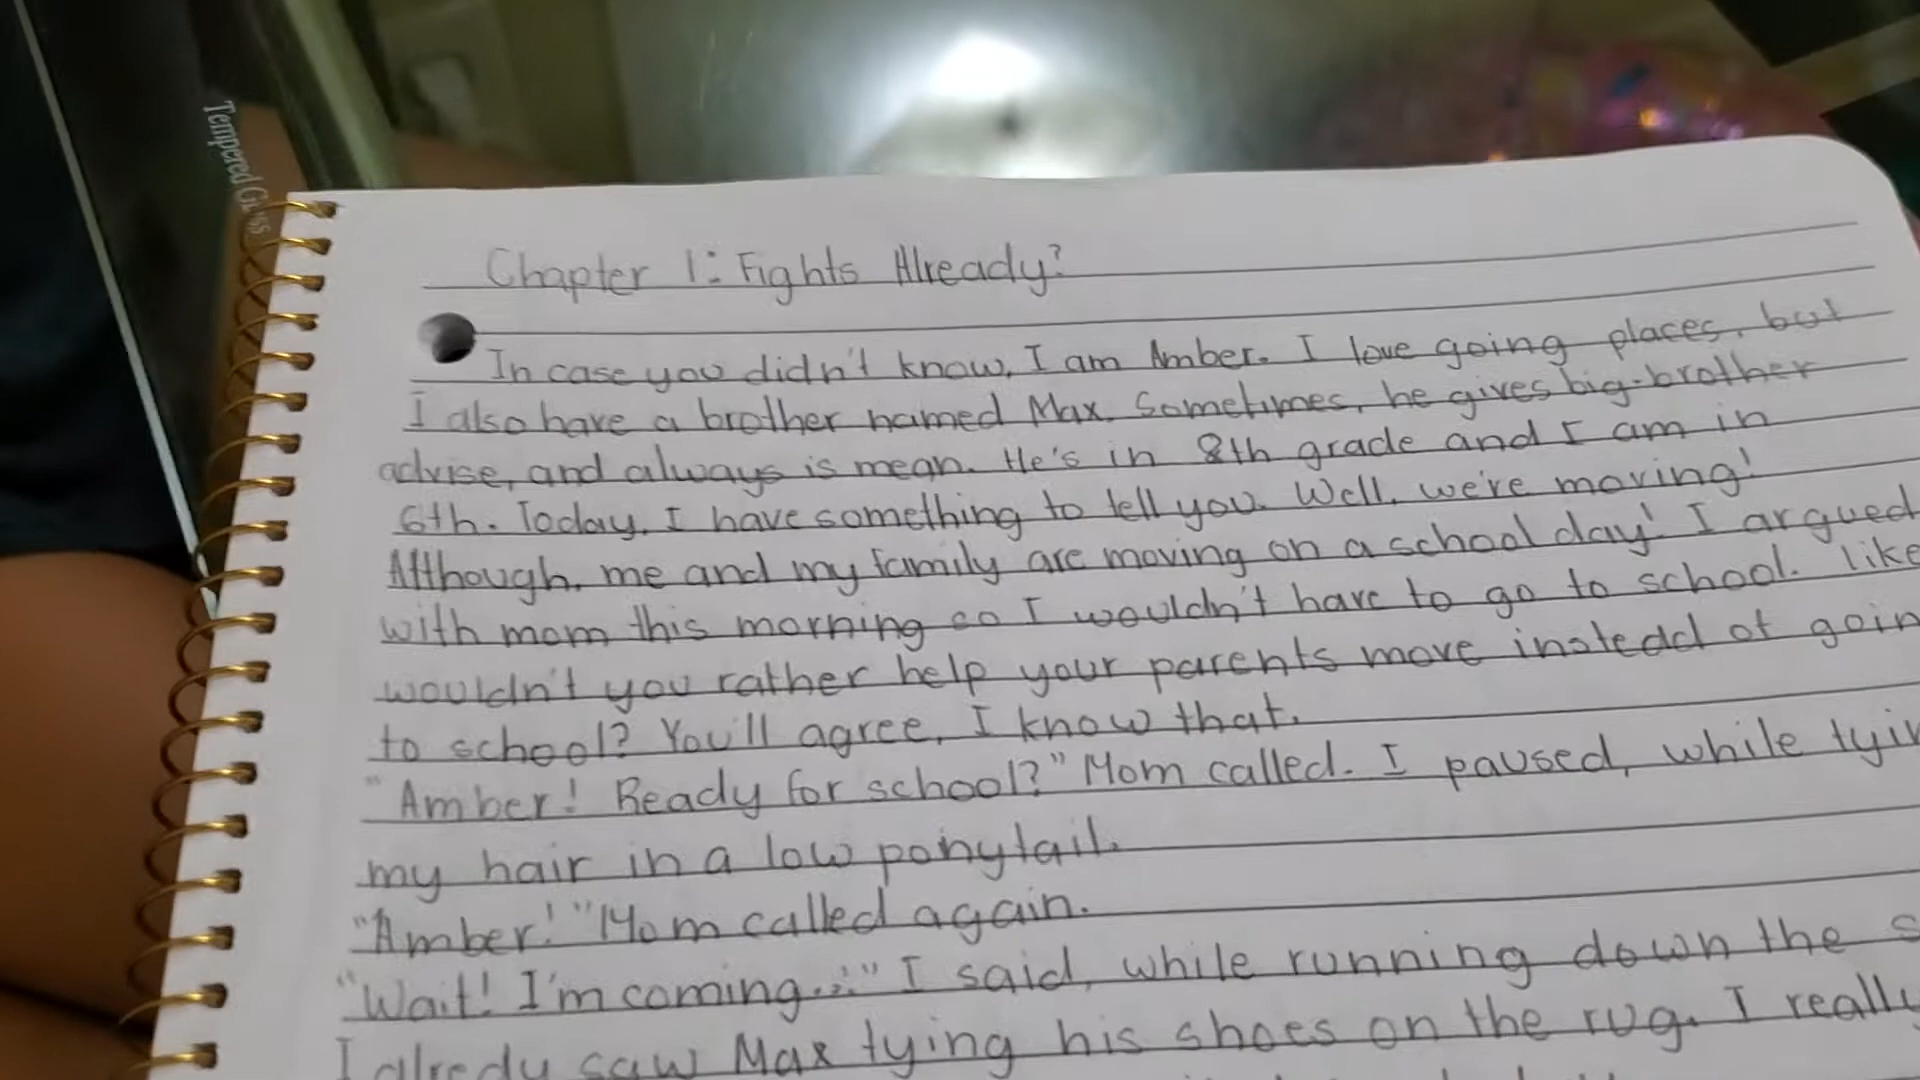 Tempered Glass
Chapter 1: Fights Already?
In case you didn't know, I am Amber. I love going places, but
I also have a brother named Max. Sometimes, he gives big-brother
advise, and always is mean. He's in 8th grade and I am in
6th. Today, I have something to tell you. Well, we're moving!
Although, me and my family are moving on a school day! I argued
with mom this morning so I wouldn't have to go to school. like
wouldn't you rather help your parents move instead of goin
to school? You'll agree, I know that.
"Amber! Ready for school?" Mom called. I paused, while tyin
my hair in a low ponytail.
"Amber!" Mom called again.
"Wait! I'm coming..." I said, while running down the s
I alredy saw Max tying his shoes on the rug. I really